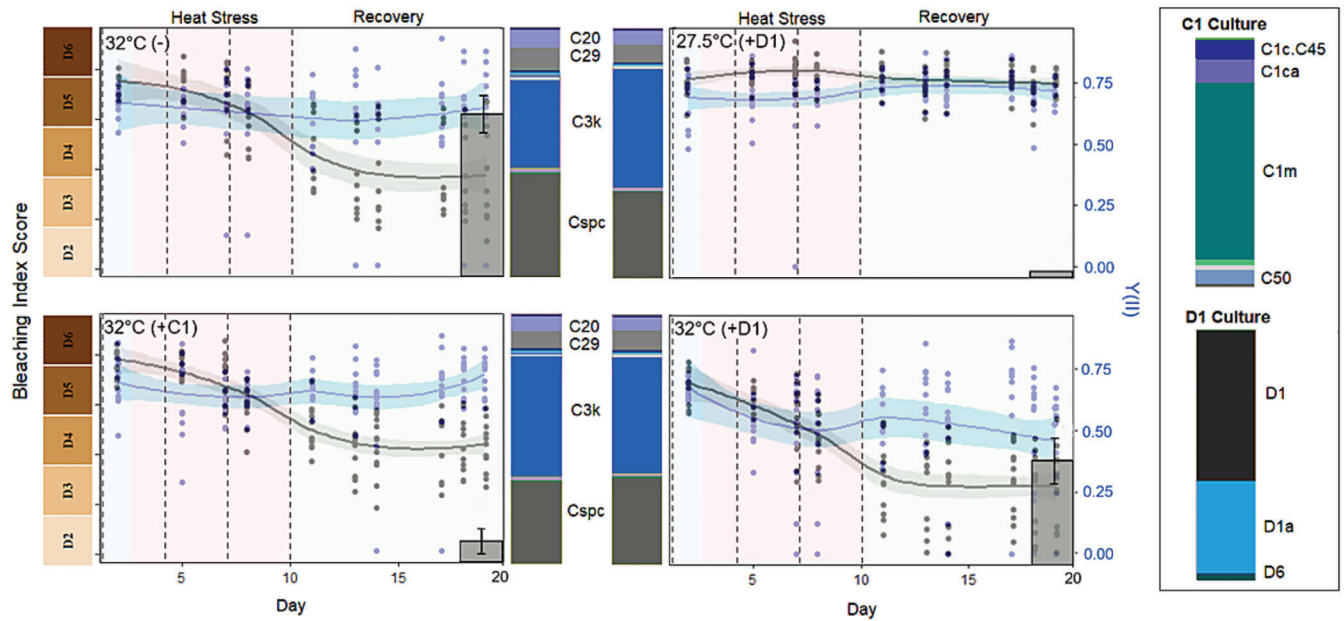 Heat Stress Recovery
Heat Stress Recovery
32°C (-)
27.5°C (+D1)
32°C (+C1)
32°C (+D1)
Bleaching Index Score
D6
D5
D4
D3
D2
D6
D5
D4
D3
D2
C20
C29
C3k
Cspc
C20
C29
C3k
Cspc
0.75
0.50
0.25
0.00
0.75
0.50
0.25
0.00
Y(II)
5 10 15 20
Day
5 10 15 20
Day
C1 Culture
C1c.C45
C1ca
C1m
C50
D1 Culture
D1
D1a
D6